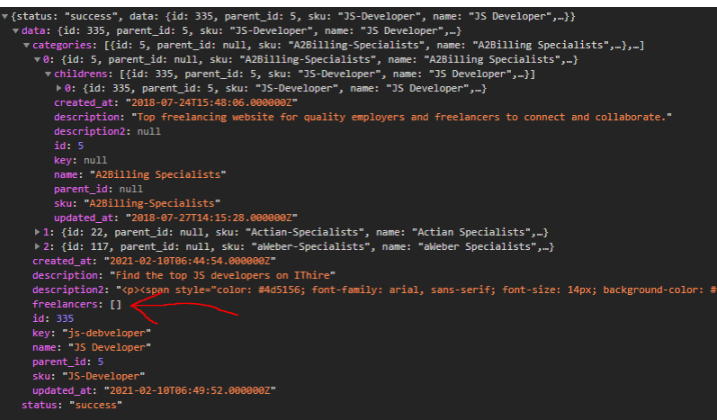 ▼{status: "success", data: {id: 335, parent_id: 5, sku: "JS-Developer", name: "JS Developer",…}}
▼data: {id: 335, parent_id: 5, sku: "JS-Developer", name: "JS Developer",…}
▼categories: [{id: 5, parent_id: null, sku: "A2Billing-Specialists", name: "A2Billing Specialists",…},…]
▼0: {id: 5, parent_id: null, sku: "A2Billing-Specialists", name: "A2Billing Specialists",…}
▼childrens: [{id: 335, parent_id: 5, sku: "JS-Developer", name: "JS Developer",…}]
▶0: {id: 335, parent_id: 5, sku: "JS-Developer", name: "JS Developer",…}
created_at: "2018-07-24T15:48:06.000000Z"
description: "Top freelancing website for quality employers and freelancers to connect and collaborate."
description2: null
id: 5
key: null
name: "A2Billing Specialists"
parent_id: null
sku: "A2Billing-Specialists"
updated_at: "2018-07-27T14:15:28.000000Z"
▶1: {id: 22, parent_id: null, sku: "Actian-Specialists", name: "Actian Specialists",…}
▶2: {id: 117, parent_id: null, sku: "aWeber-Specialists", name: "aWeber Specialists",…}
created_at: "2021-02-10T06:44:54.000000Z"
description: "Find the top JS developers on IThire"
description2: "<p><span style="color: #4d5156; font-family: arial, sans-serif; font-size: 14px; background-color: #
freelancers: []
id: 335
key: "js-debveloper"
name: "JS Developer"
parent_id: 5
sku: "JS-Developer"
updated_at: "2021-02-10T06:49:52.000000Z"
status: "success"